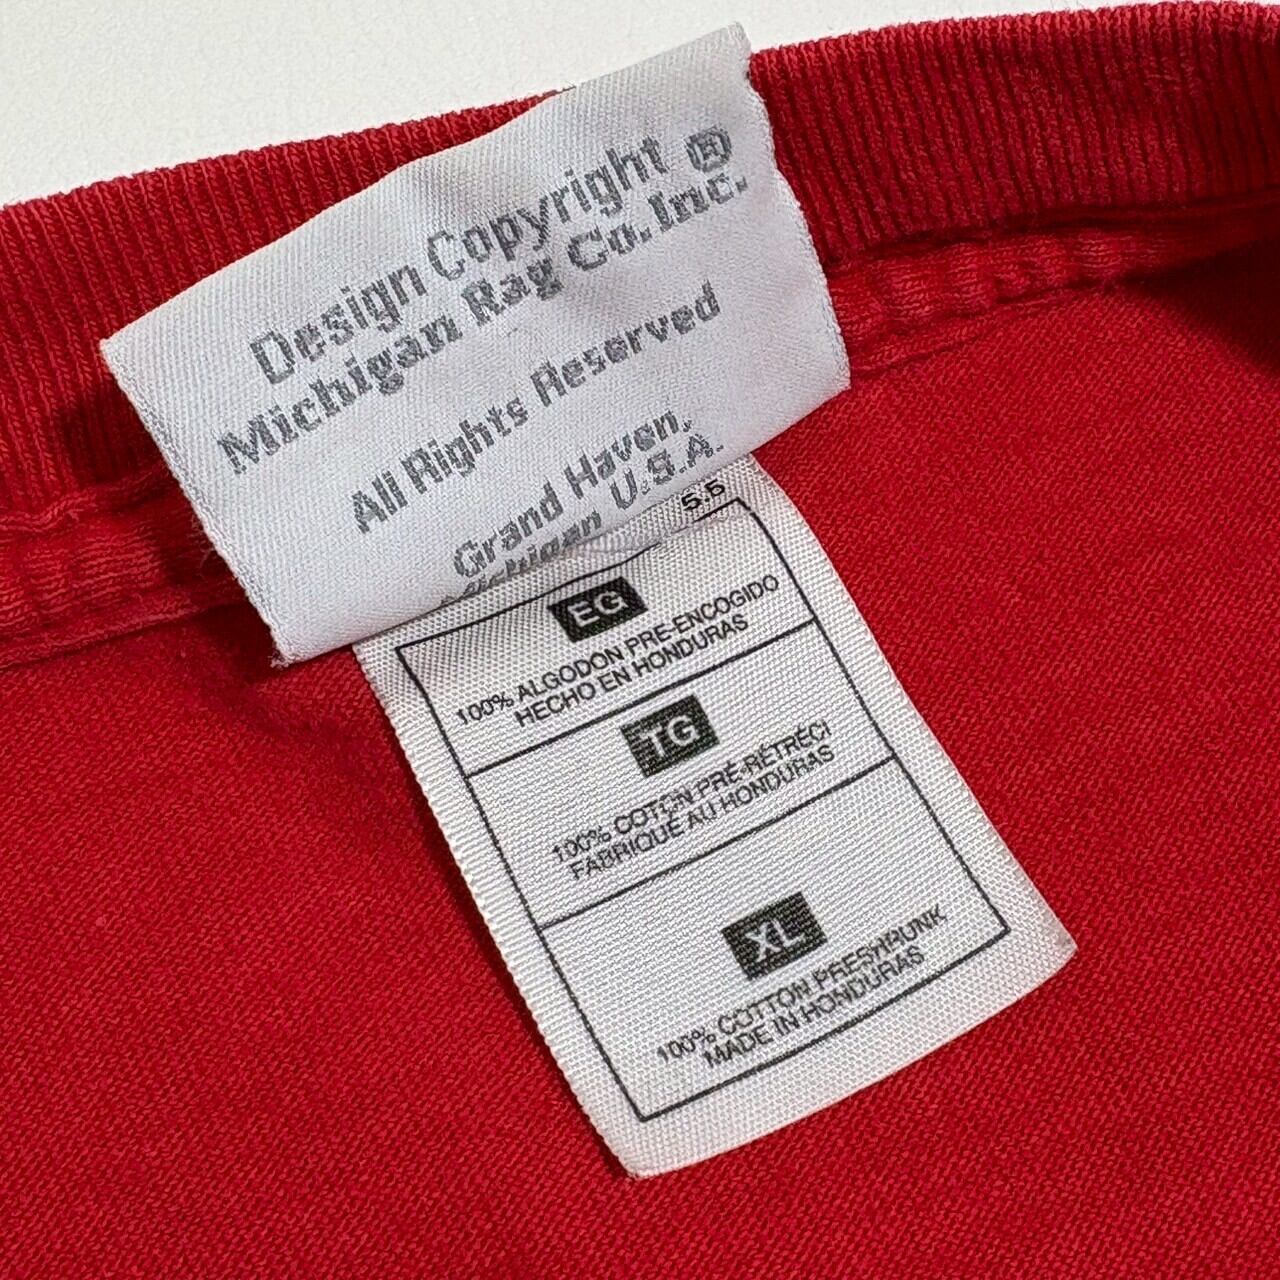 Design Copyright ®
Michigan Rag Co. Inc.
All Rights Reserved
Grand Haven,
Michigan U.S.A.
5.5
EG
100% ALGODON PRE-ENCOGIDO
HECHO EN HONDURAS
TG
100% COTON PRÉ-RÉTRÉCI
FABRIQUÉ AU HONDURAS
XL
100% COTTON PRESHRUNK
MADE IN HONDURAS